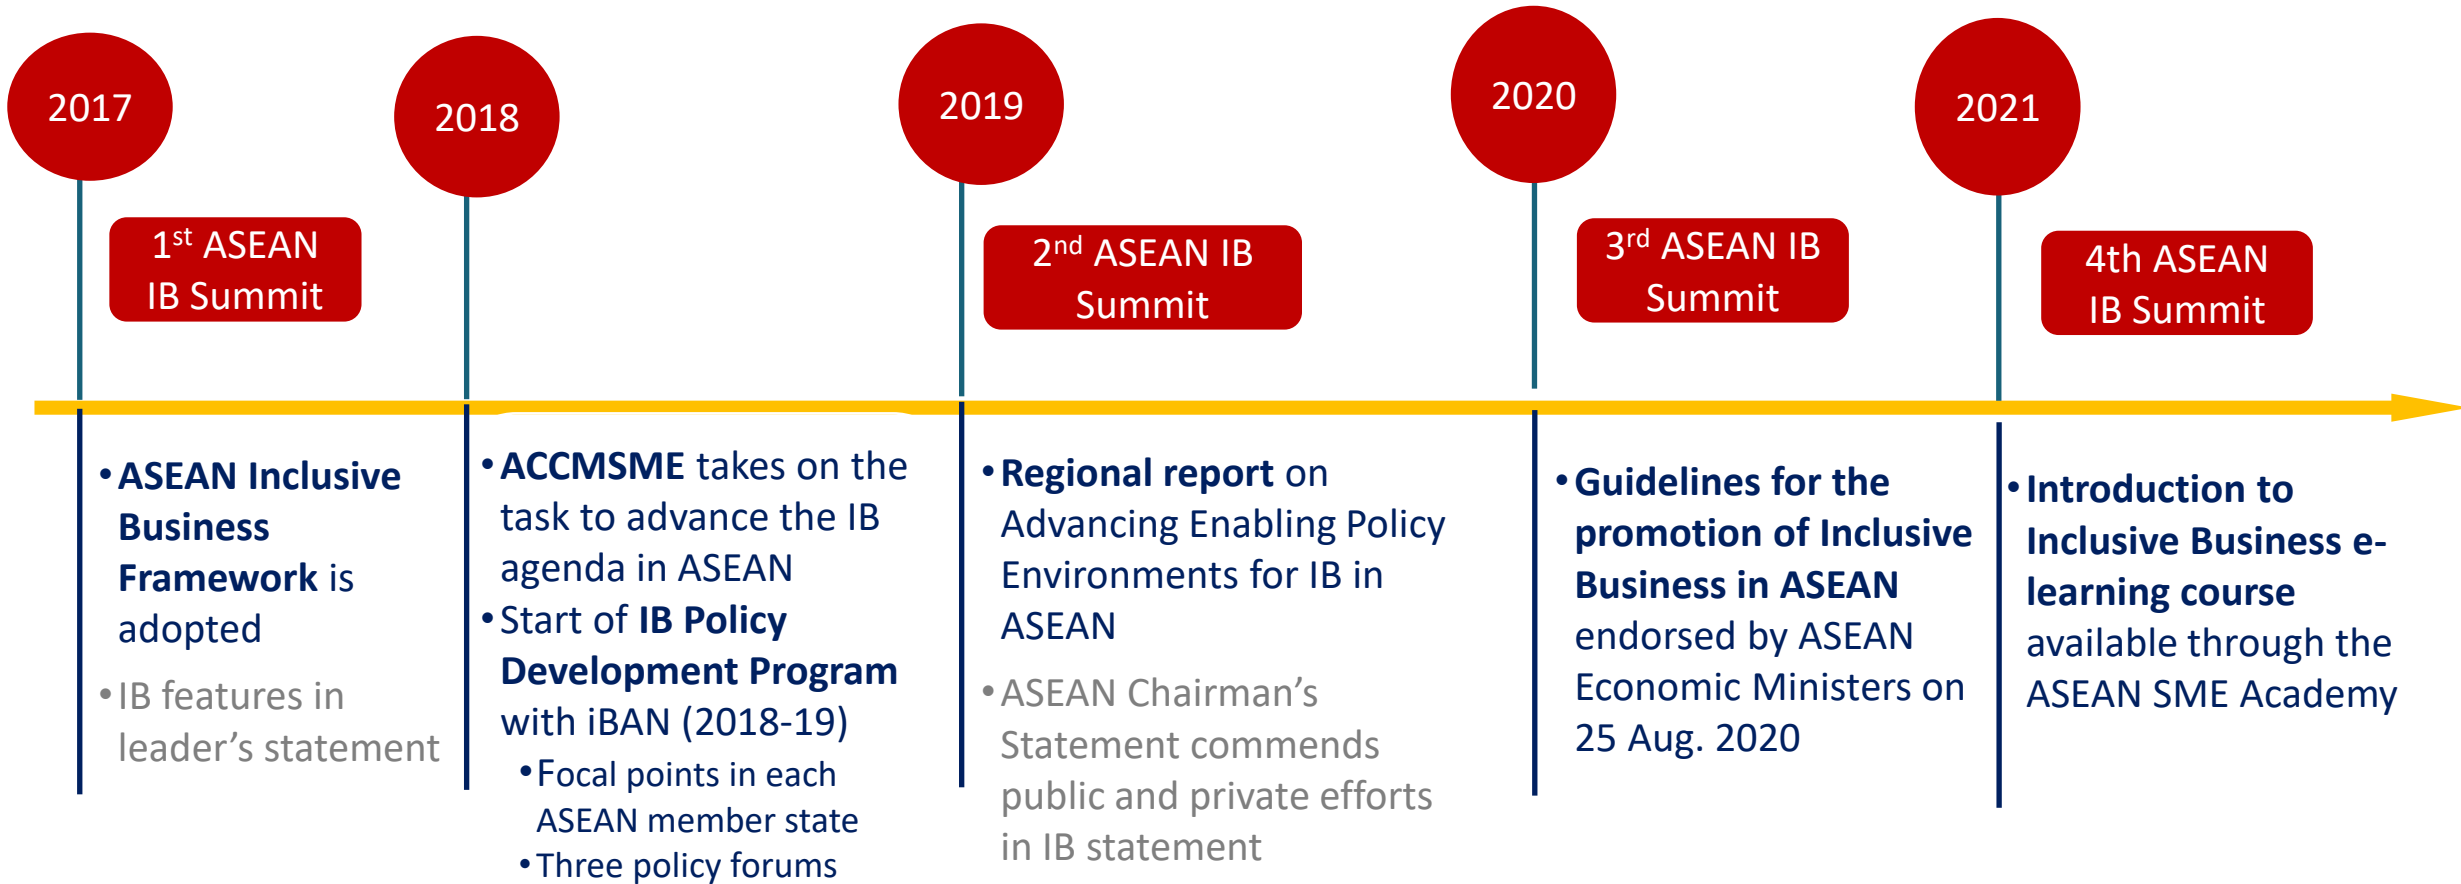 2017
2018
2019
2020
2021
1st ASEAN
IB Summit
2nd ASEAN IB
Summit
3rd ASEAN IB
Summit
4th ASEAN
IB Summit
•ASEAN Inclusive
Business
Framework is
adopted
•IB features in
leader’s statement
•ACCMSME takes on the
task to advance the IB
agenda in ASEAN
•Start of IB Policy
Development Program
with iBAN (2018-19)
•Focal points in each
ASEAN member state
•Three policy forums
•Regional report on
Advancing Enabling Policy
Environments for IB in
ASEAN
•ASEAN Chairman’s
Statement commends
public and private efforts
in IB statement
•Guidelines for the
promotion of Inclusive
Business in ASEAN
endorsed by ASEAN
Economic Ministers on
25 Aug. 2020
•Introduction to
Inclusive Business e-
learning course
available through the
ASEAN SME Academy